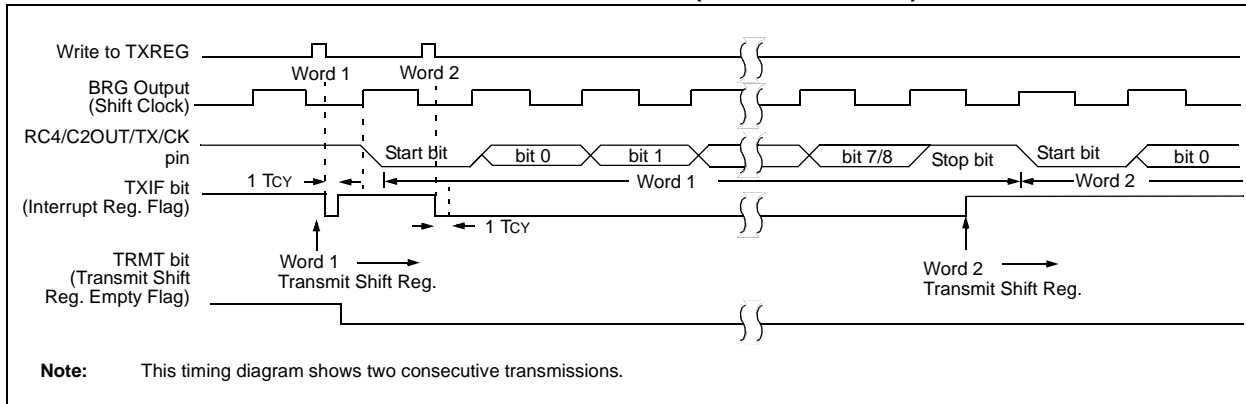 Write to TXREG
Word 1
Word 2
BRG Output
(Shift Clock)
RC4/C2OUT/TX/CK
pin
Start bit
bit 0
bit 1
bit 7/8
Stop bit
Start bit
bit 0
1 TCY
Word 1
Word 2
TXIF bit
(Interrupt Reg. Flag)
1 TCY
TRMT bit
(Transmit Shift
Reg. Empty Flag)
Word 1
Transmit Shift Reg.
Word 2
Transmit Shift Reg.
Note: This timing diagram shows two consecutive transmissions.